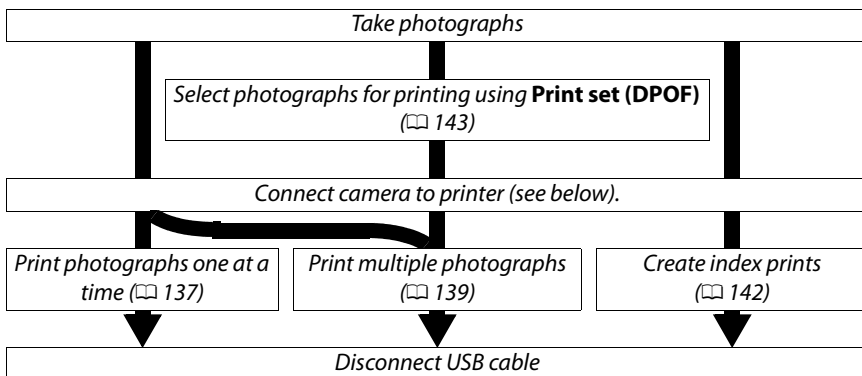 Take photographs
Select photographs for printing using Print set (DPOF)
(🕮 143)
Connect camera to printer (see below).
Print photographs one at a
time (🕮 137)
Print multiple photographs
(🕮 139)
Create index prints
(🕮 142)
Disconnect USB cable